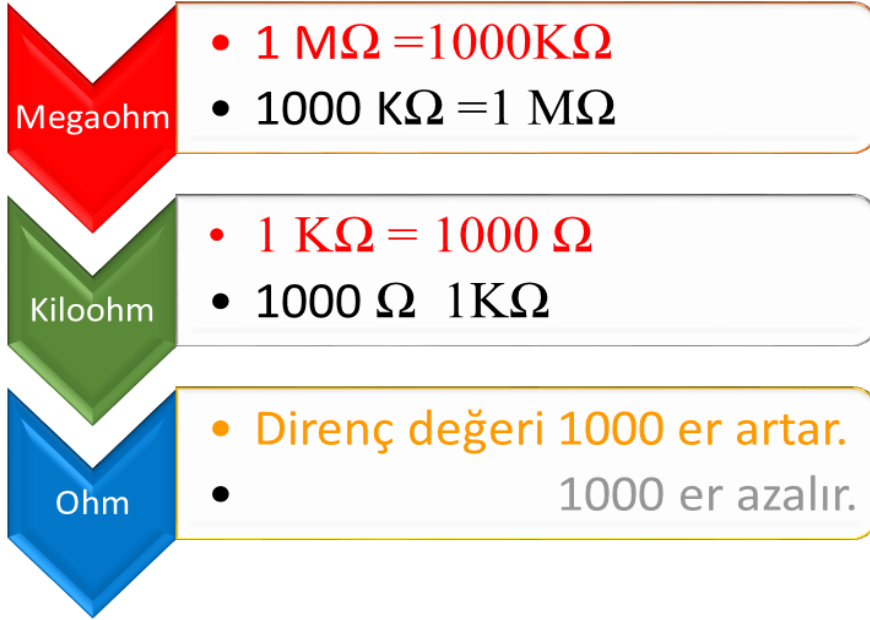 Megaohm
• 1 MΩ =1000KΩ
• 1000 KΩ =1 MΩ
Kiloohm
• 1 KΩ = 1000 Ω
• 1000 Ω 1KΩ
Ohm
• Direnç değeri 1000 er artar.
• 1000 er azalır.